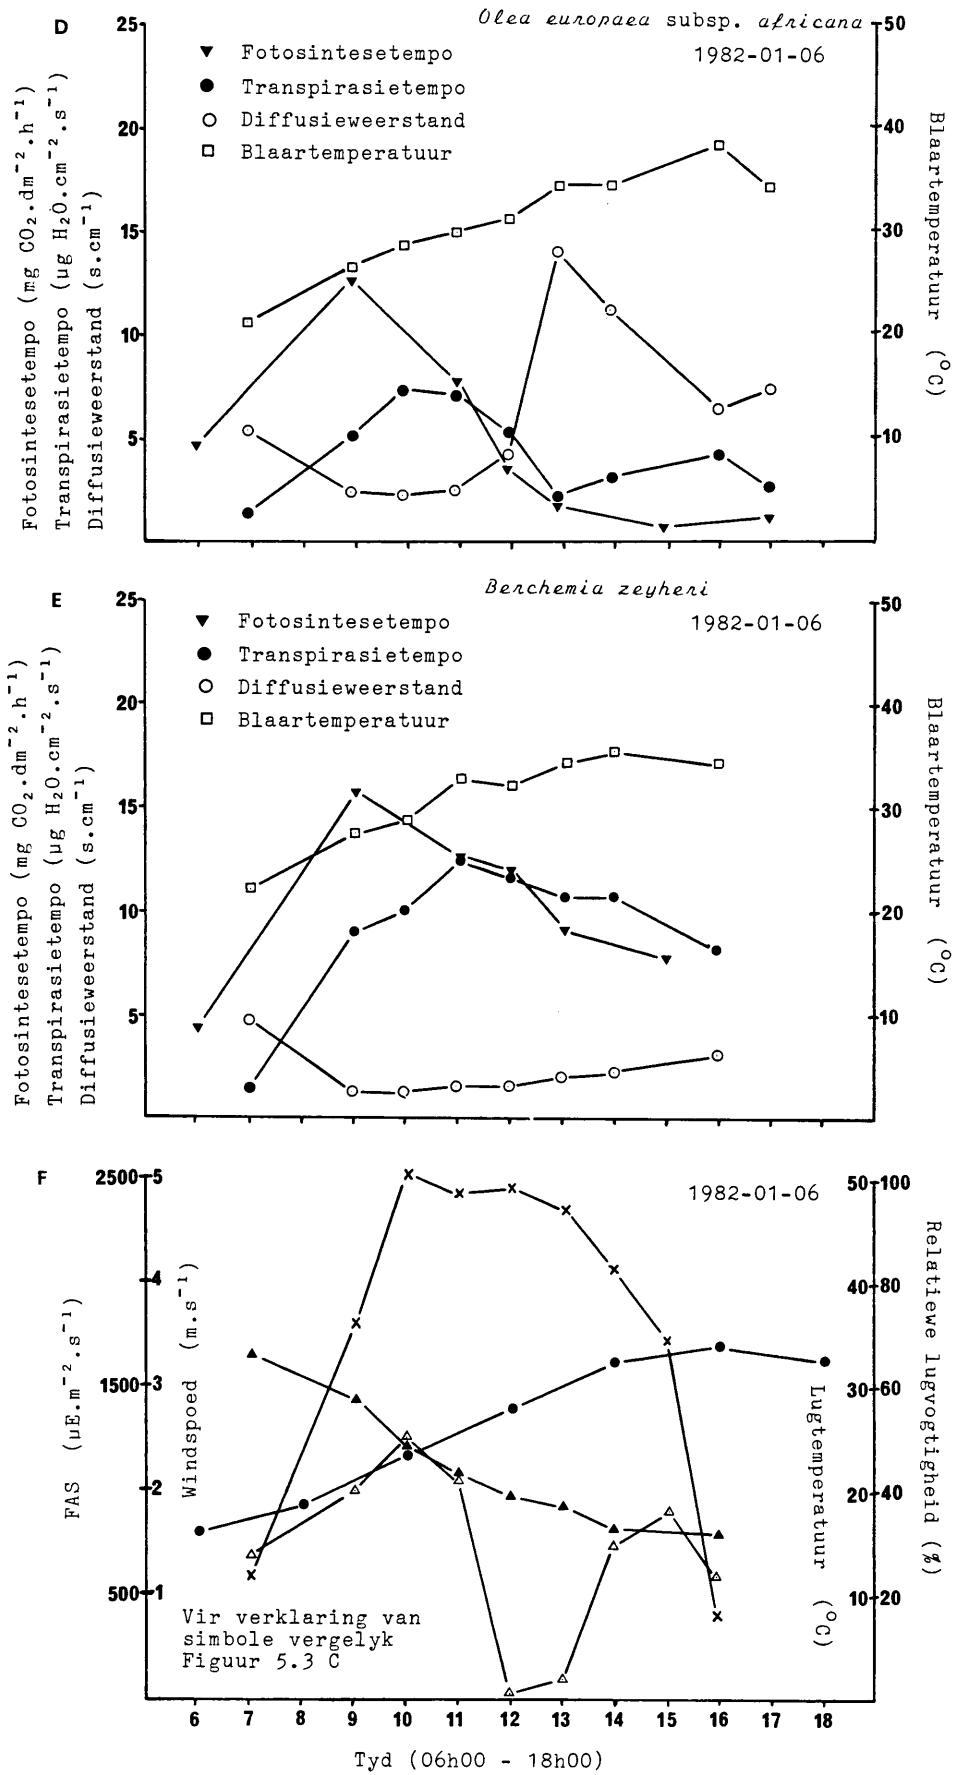 D
Olea europaea subsp. africana
1982-01-06
Fotosintesetempo
Transpirasietempo
Diffusieweerstand
Blaartemperatuur
25
20
15
10
5
50
40
30
20
10
Fotosintesetempo (mg CO₂.dm⁻².h⁻¹)
Transpirasietempo (µg H₂O.cm⁻².s⁻¹)
Diffusieweerstand (s.cm⁻¹)
Blaartemperatuur (°C)
E
Berchemia zeyheri
1982-01-06
Fotosintesetempo
Transpirasietempo
Diffusieweerstand
Blaartemperatuur
25
20
15
10
5
50
40
30
20
10
Fotosintesetempo (mg CO₂.dm⁻².h⁻¹)
Transpirasietempo (µg H₂O.cm⁻².s⁻¹)
Diffusieweerstand (s.cm⁻¹)
Blaartemperatuur (°C)
F
1982-01-06
2500 5
4
1500 3
2
500 1
50 100
40 80
30 60
20 40
10 20
FAS (µE.m⁻².s⁻¹)
Windspoed (m.s⁻¹)
Lugtemperatuur (°C)
Relatiewe lugvogtigheid (%)
Vir verklaring van
simbole vergelyk
Figuur 5.3 C
6 7 8 9 10 11 12 13 14 15 16 17 18
Tyd (06h00 - 18h00)